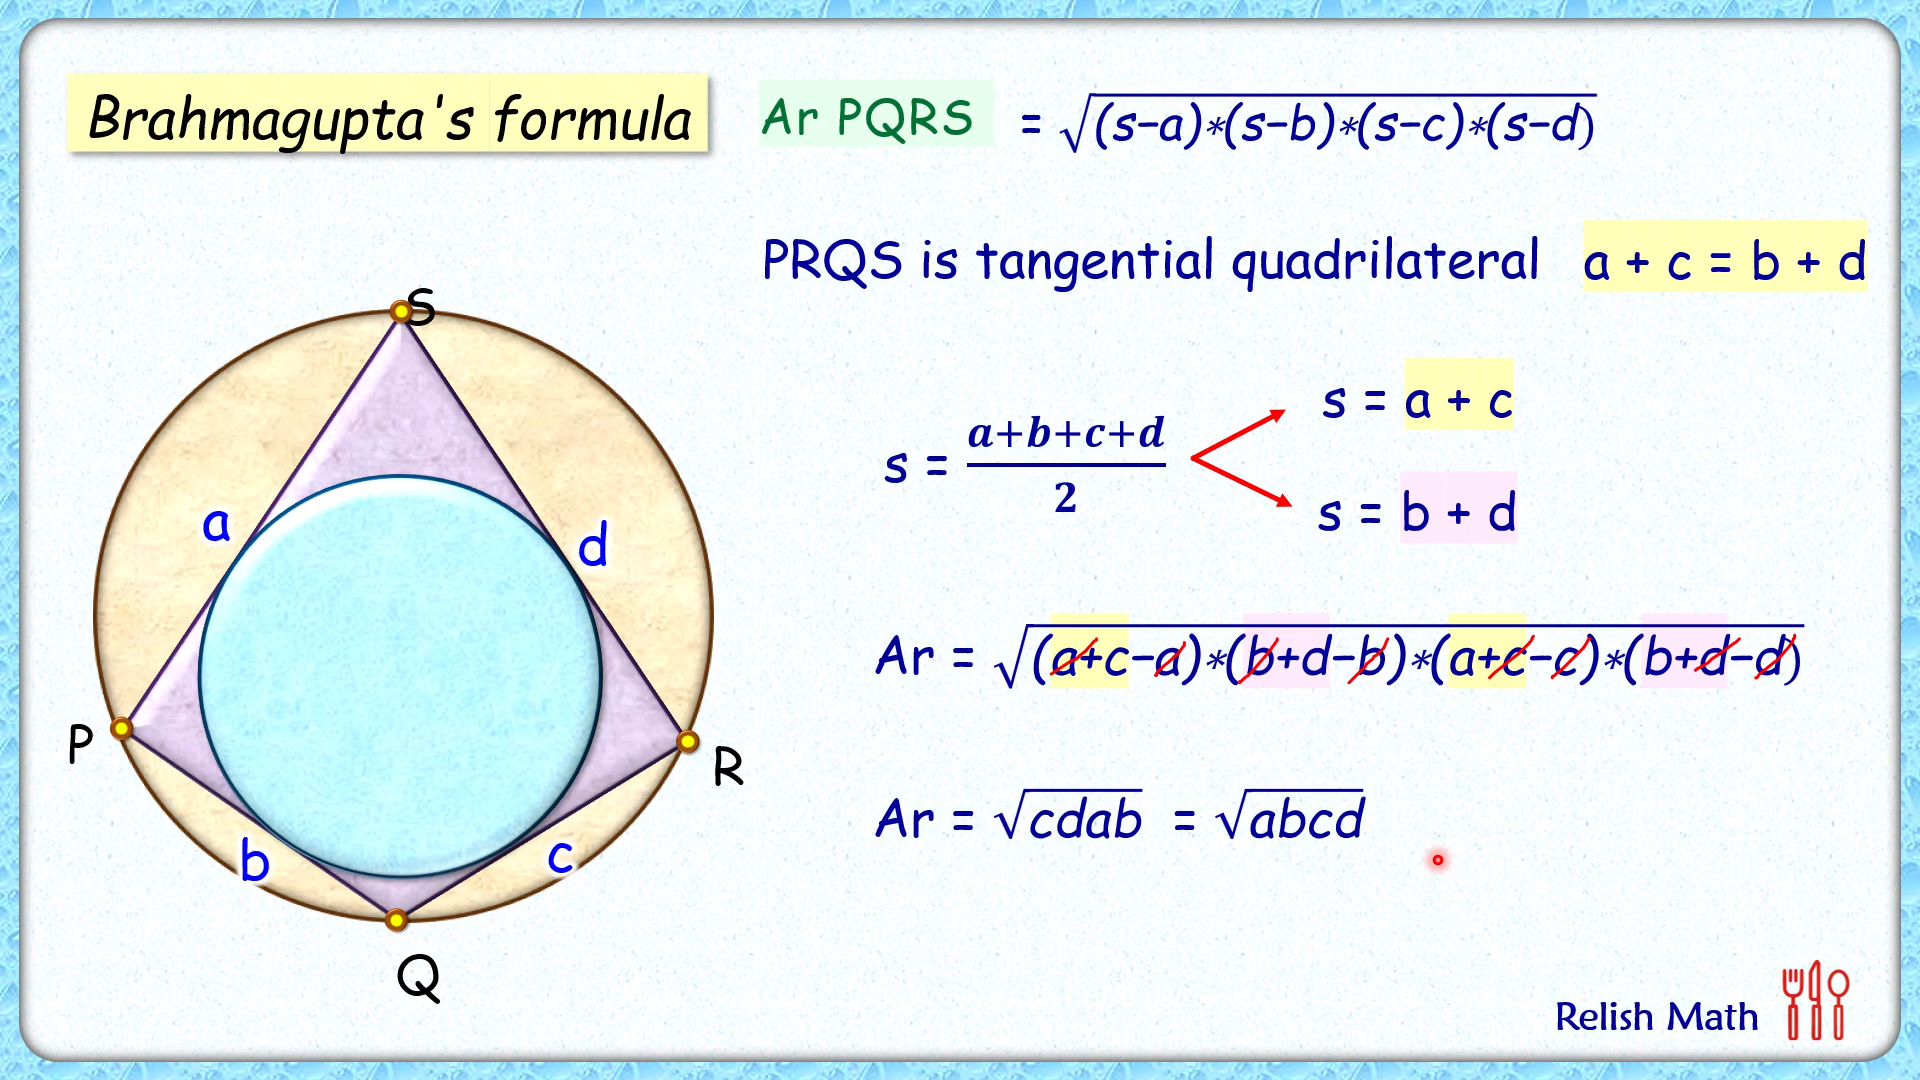 Brahmagupta's formula
Ar PQRS = √(s−a)*(s−b)*(s−c)*(s−d)
PRQS is tangential quadrilateral a + c = b + d
S
s = a + c
s = a+b+c+d / 2
s = b + d
a
d
Ar = √(a+c−a)*(b+d−b)*(a+c−c)*(b+d−d)
P
R
Ar = √cdab = √abcd
b
c
Q
Relish Math